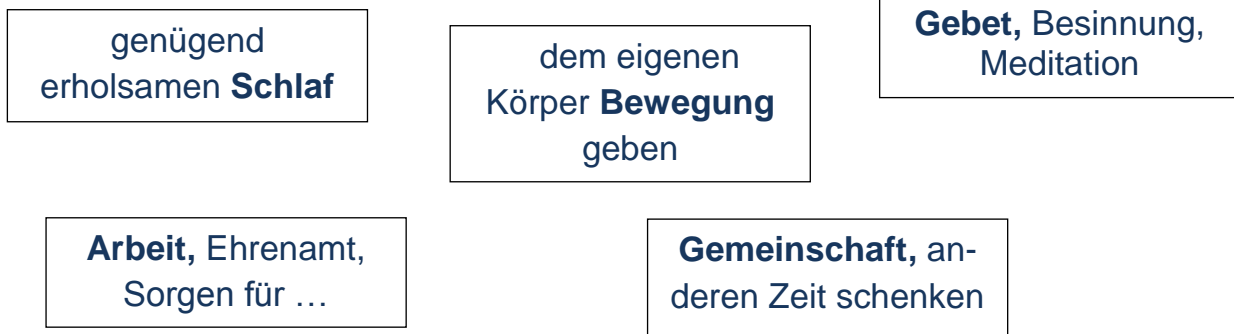 genügend
erholsamen Schlaf
dem eigenen
Körper Bewegung
geben
Gebet, Besinnung,
Meditation
Arbeit, Ehrenamt,
Sorgen für …
Gemeinschaft, an-
deren Zeit schenken